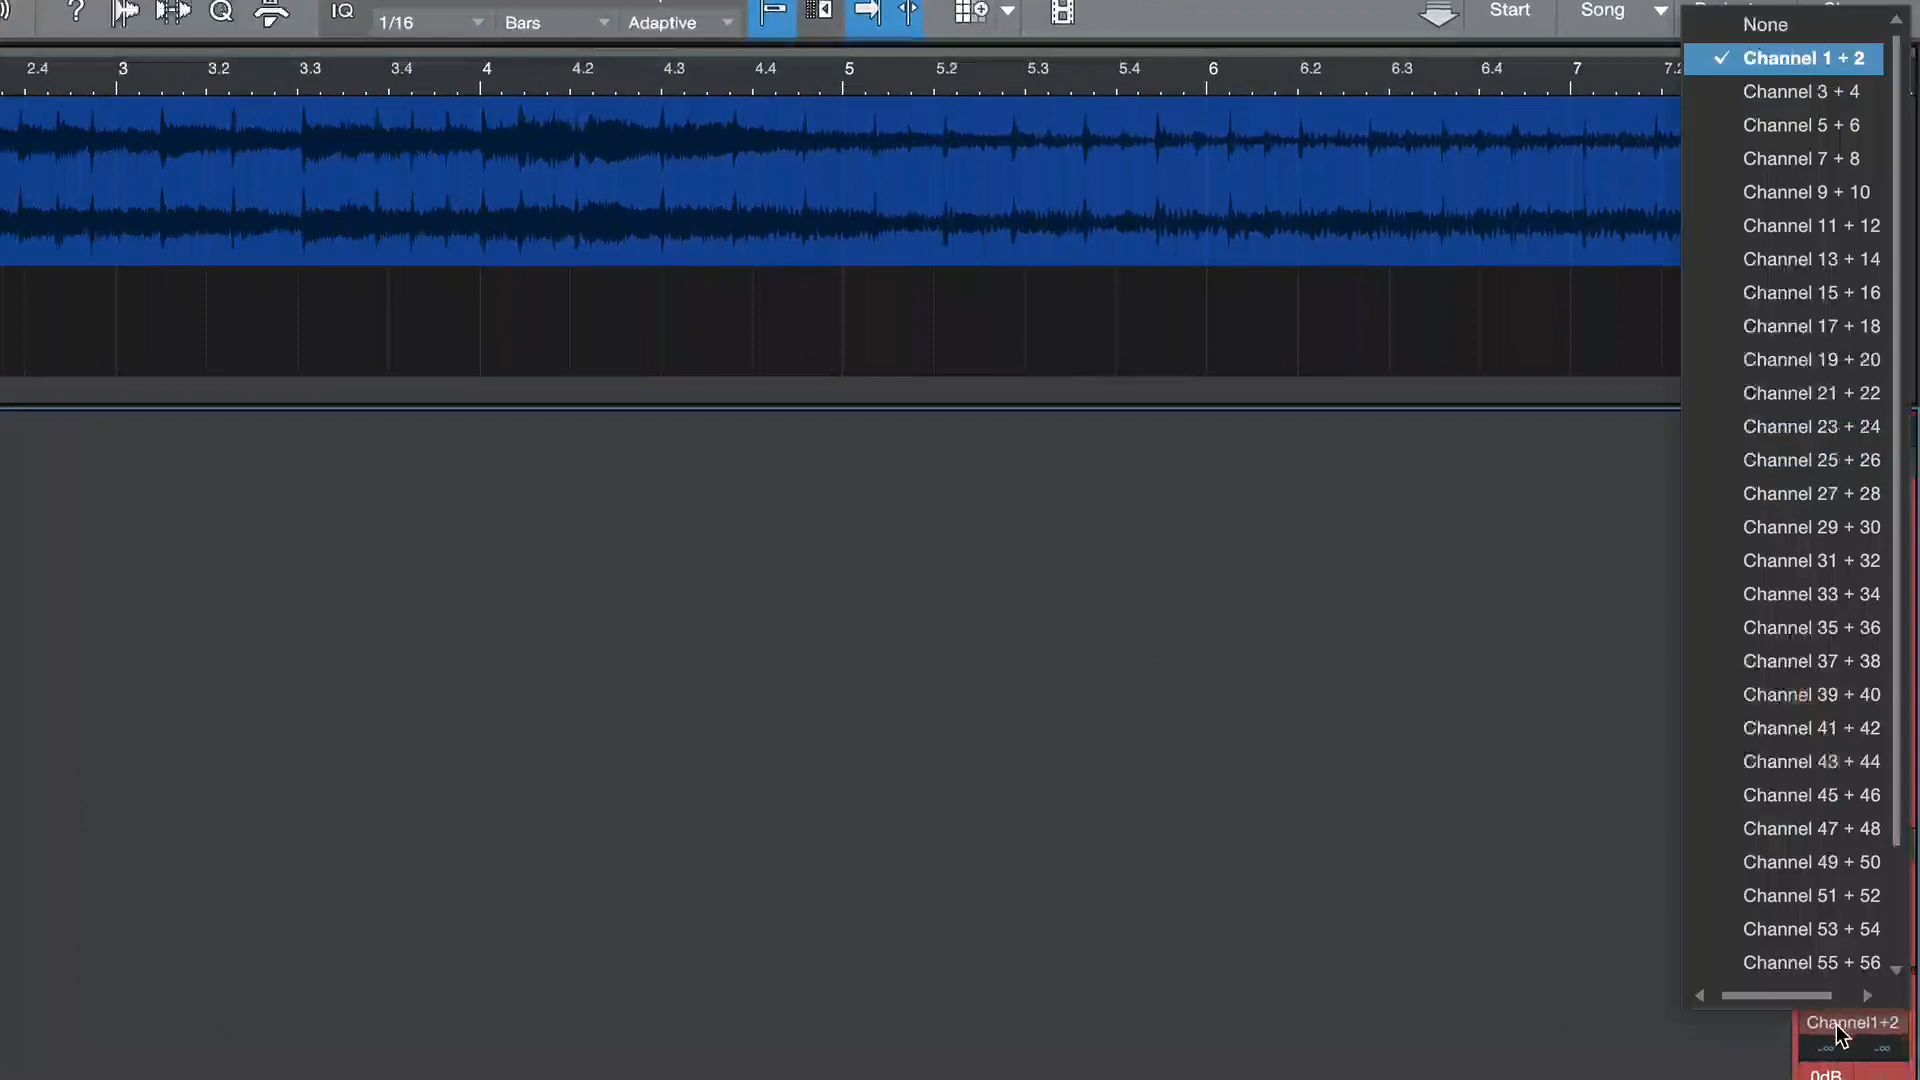 ? Q IQ 1/16 Bars Adaptive Start Song
2.4 3 3.2 3.3 3.4 4 4.2 4.3 4.4 5 5.2 5.3 5.4 6 6.2 6.3 6.4 7
None
✓ Channel 1 + 2
Channel 3 + 4
Channel 5 + 6
Channel 7 + 8
Channel 9 + 10
Channel 11 + 12
Channel 13 + 14
Channel 15 + 16
Channel 17 + 18
Channel 19 + 20
Channel 21 + 22
Channel 23 + 24
Channel 25 + 26
Channel 27 + 28
Channel 29 + 30
Channel 31 + 32
Channel 33 + 34
Channel 35 + 36
Channel 37 + 38
Channel 39 + 40
Channel 41 + 42
Channel 43 + 44
Channel 45 + 46
Channel 47 + 48
Channel 49 + 50
Channel 51 + 52
Channel 53 + 54
Channel 55 + 56
Channel1+2
-∞ -∞
0dB